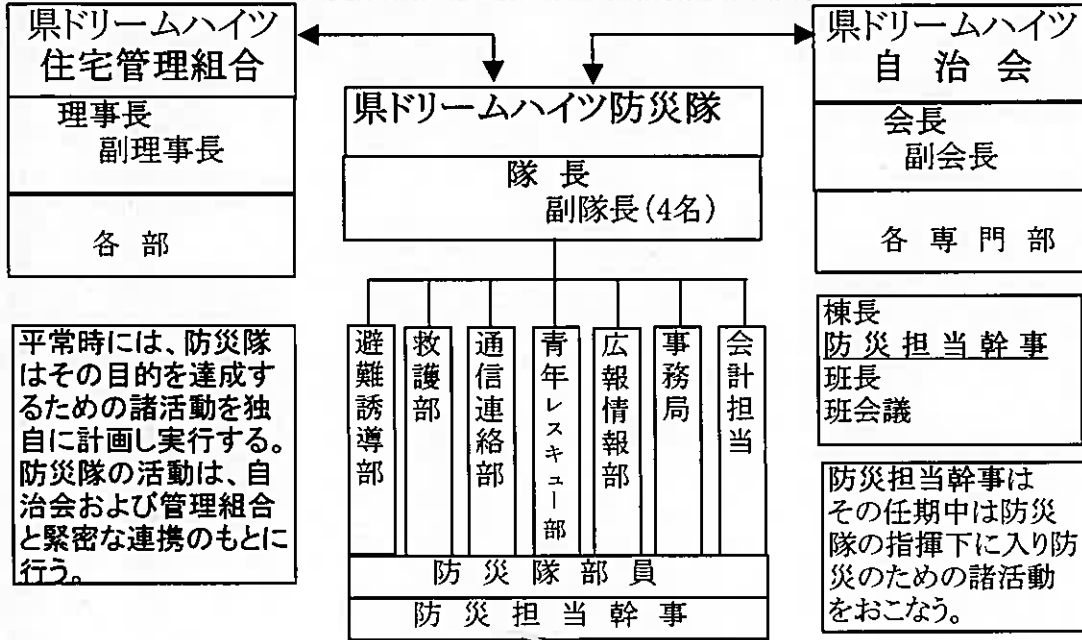 県ドリームハイツ
住宅管理組合
理事長
副理事長
各部
平常時には、防災隊
はその目的を達成す
るための諸活動を独
自に計画し実行する。
防災隊の活動は、自
治会および管理組合
と緊密な連携のもとに
行う。
県ドリームハイツ防災隊
隊長
副隊長(4名)
避難誘導部
救護部
通信連絡部
青年レスキュー部
広報情報部
事務局
会計担当
防災隊部員
防災担当幹事
県ドリームハイツ
自治会
会長
副会長
各専門部
棟長
防災担当幹事
班長
班会議
防災担当幹事は
その任期中は防災
隊の指揮下に入り防
災のための諸活動
をおこなう。